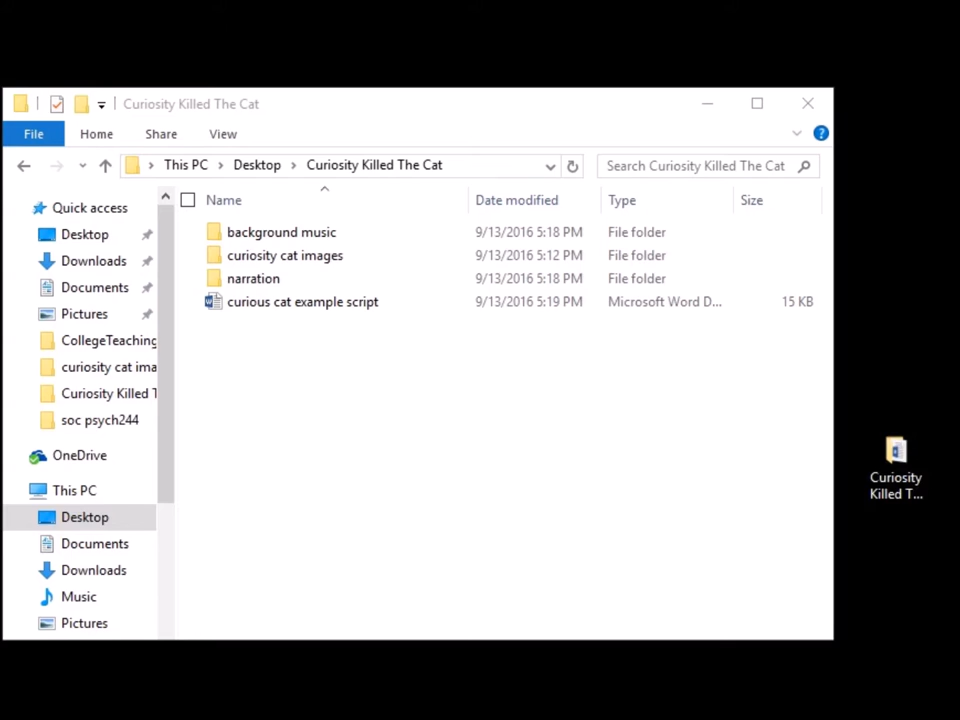 Curiosity Killed The Cat
File Home Share View
This PC Desktop Curiosity Killed The Cat Search Curiosity Killed The Cat
Name Date modified Type Size
background music 9/13/2016 5:18 PM File folder
curiosity cat images 9/13/2016 5:12 PM File folder
narration 9/13/2016 5:18 PM File folder
curious cat example script 9/13/2016 5:19 PM Microsoft Word D... 15 KB
Quick access
Desktop
Downloads
Documents
Pictures
CollegeTeaching
curiosity cat ima
Curiosity Killed T
soc psych244
OneDrive
This PC
Desktop
Documents
Downloads
Music
Pictures
Curiosity
Killed T...